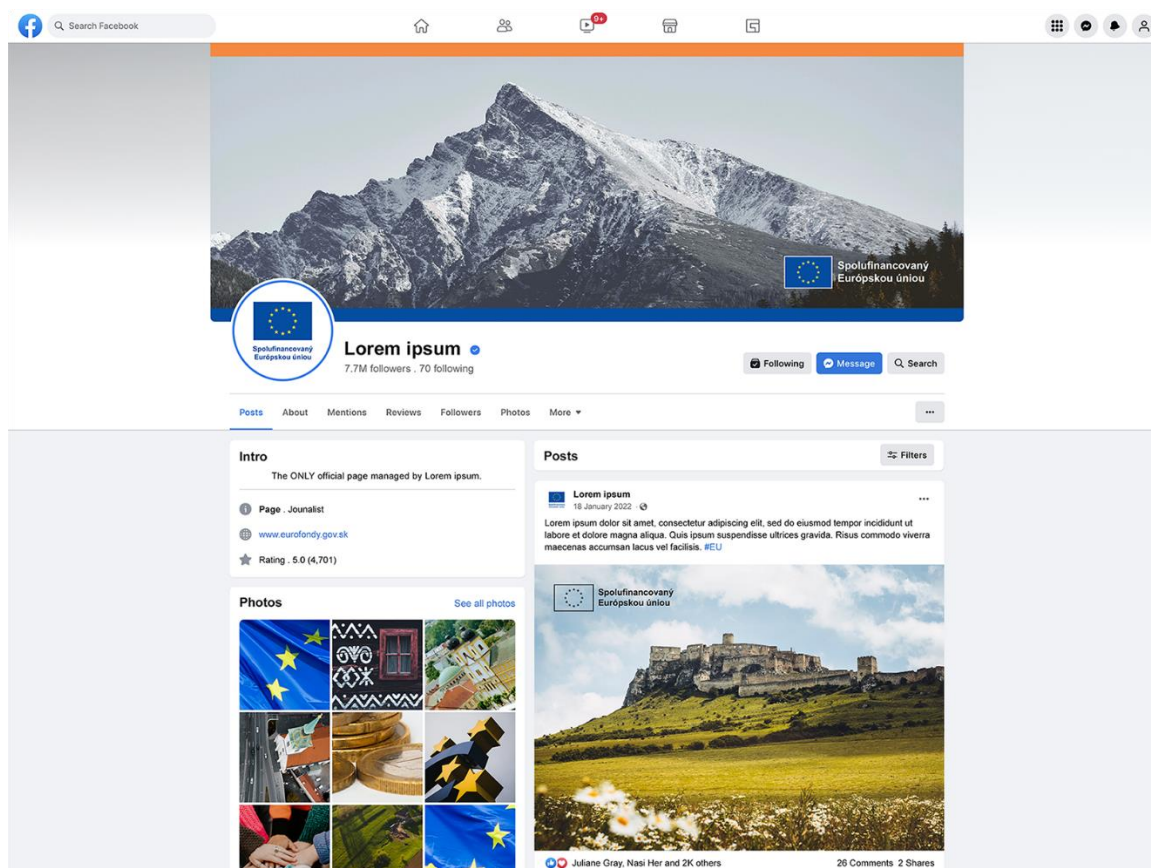 Search Facebook
9+
Spolufinancovaný
Európskou úniou
Spolufinancovaný
Európskou úniou
Lorem ipsum
7.7M followers . 70 following
Following
Message
Search
Posts
About
Mentions
Reviews
Followers
Photos
More
Intro
The ONLY official page managed by Lorem ipsum.
Page . Jounalist
www.eurofondy.gov.sk
Rating . 5.0 (4,701)
Photos
See all photos
Posts
Filters
Lorem ipsum
18 January 2022 ·
Lorem ipsum dolor sit amet, consectetur adipiscing elit, sed do eiusmod tempor incididunt ut
labore et dolore magna aliqua. Quis ipsum suspendisse ultrices gravida. Risus commodo viverra
maecenas accumsan lacus vel facilisis. #EU
Spolufinancovaný
Európskou úniou
Juliane Gray, Nasi Her and 2K others
26 Comments 2 Shares